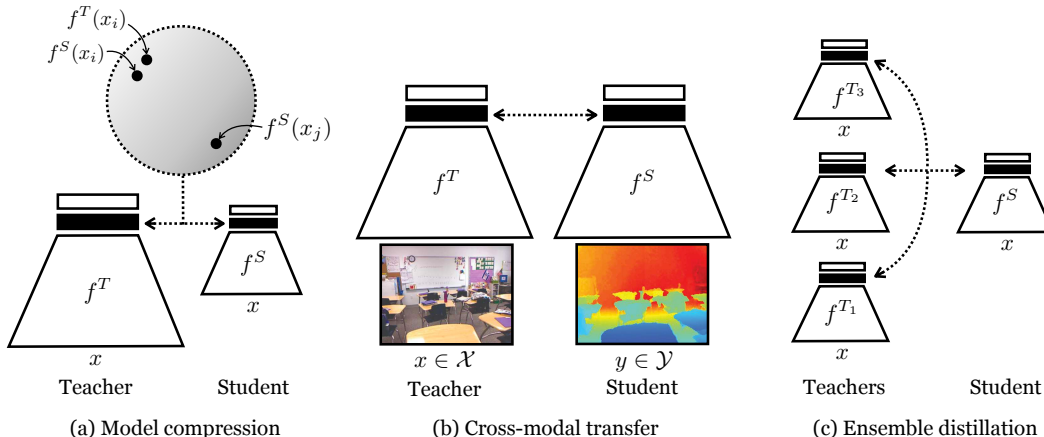 f^T(x_i)
f^S(x_i)
f^S(x_j)
f^T
f^S
x
x
Teacher
Student
(a) Model compression
f^T
f^S
x ∈ 𝒳
y ∈ 𝒴
Teacher
Student
(b) Cross-modal transfer
f^{T_3}
x
f^{T_2}
x
f^S
x
f^{T_1}
x
Teachers
Student
(c) Ensemble distillation